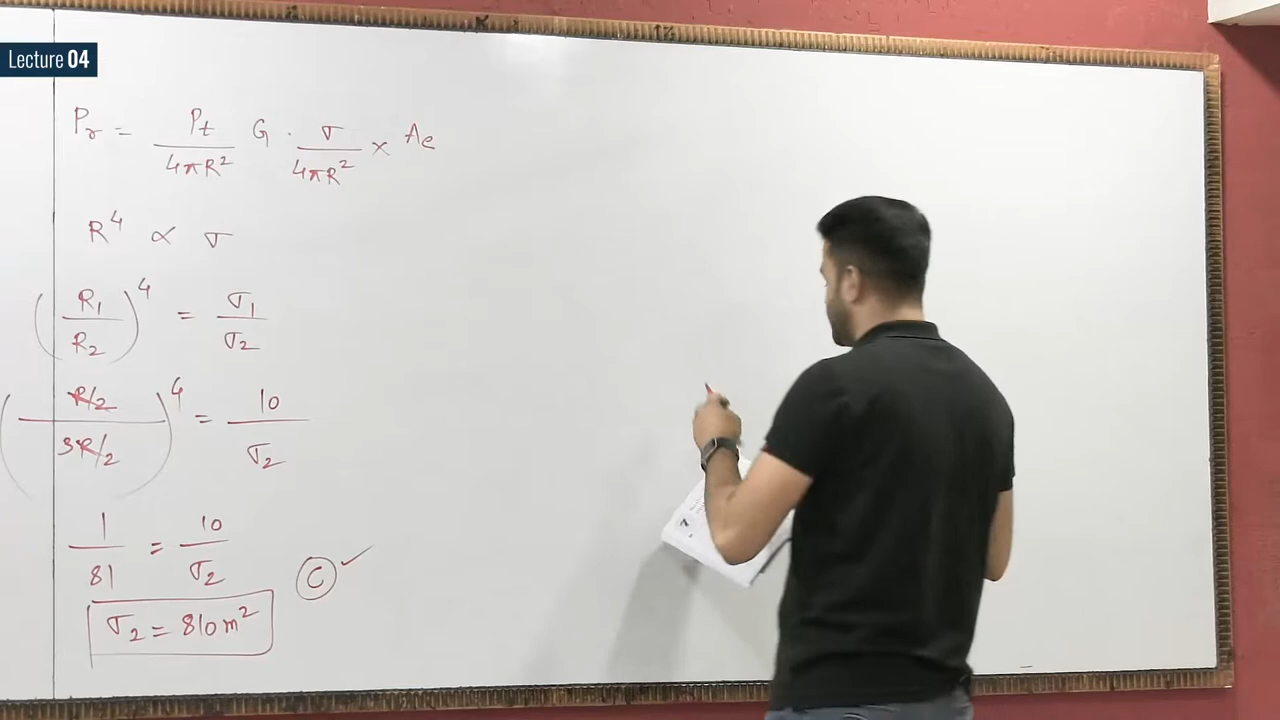 Lecture 04
Pr = Pt / 4πR² G · σ / 4πR² × Ae
R⁴ ∝ σ
(R₁ / R₂)⁴ = σ₁ / σ₂
(R/2 / 3R/2)⁴ = 10 / σ₂
1 / 81 = 10 / σ₂
σ₂ = 810 m² C ✓
7